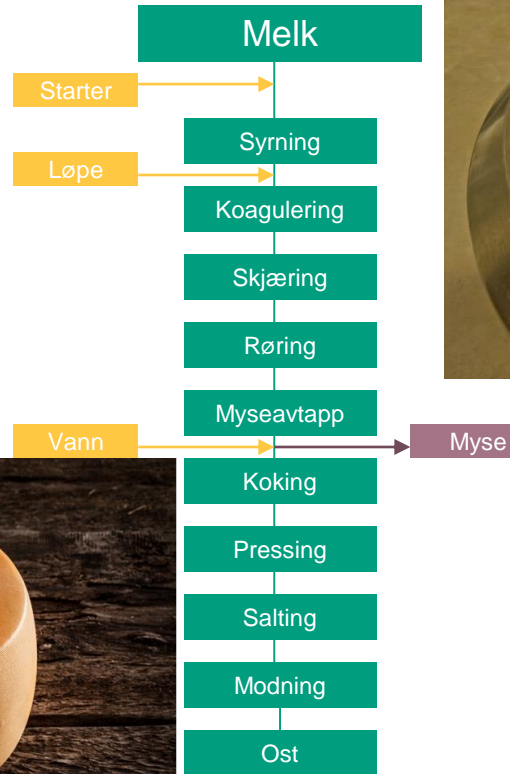 Melk
Starter
Syrning
Løpe
Koagulering
Skjæring
Røring
Myseavtapp
Vann
Myse
Koking
Pressing
Salting
Modning
Ost